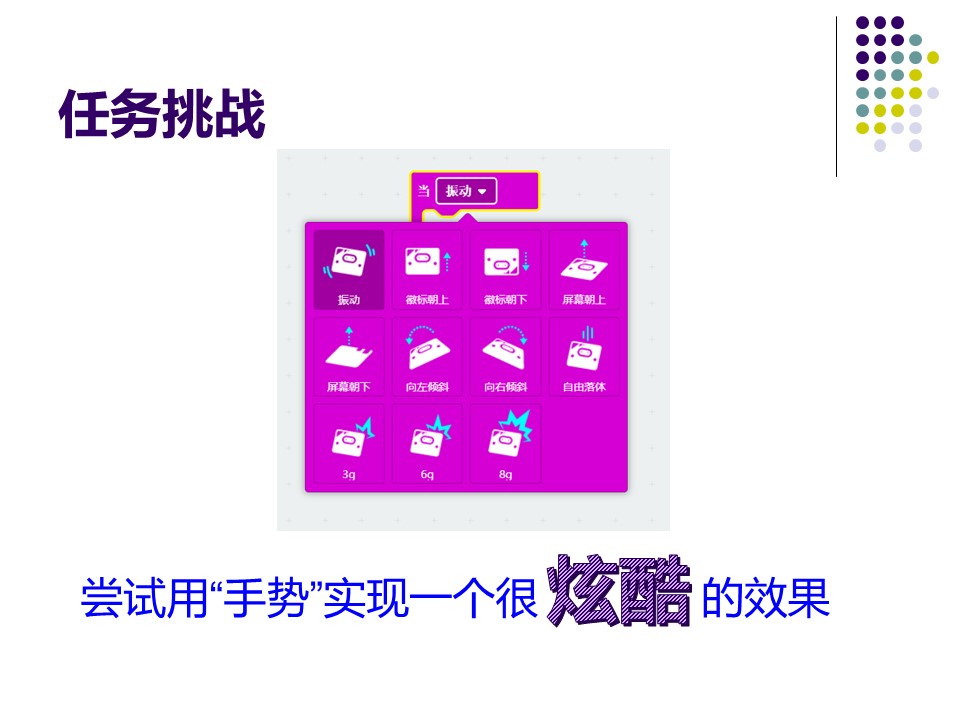 任务挑战
当 振动
振动 徽标朝上 徽标朝下 屏幕朝上
屏幕朝下 向左倾斜 向右倾斜 自由落体
3g 6g 8g
尝试用“手势”实现一个很炫酷的效果